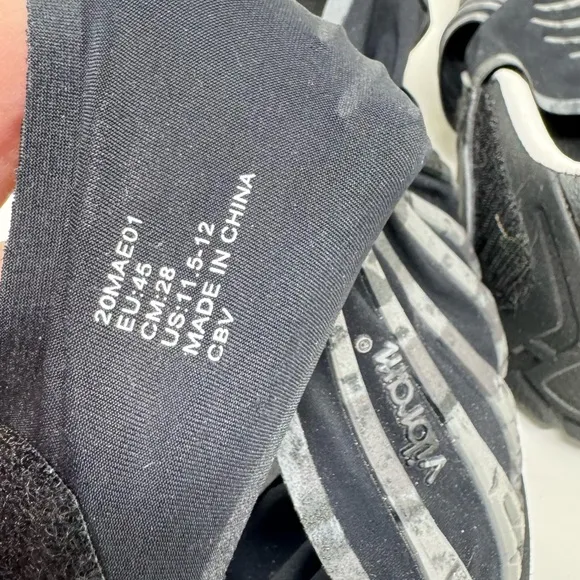 20MAE01
EU:45
CM:28
US:11.5-12
MADE IN CHINA
CBV
vibram